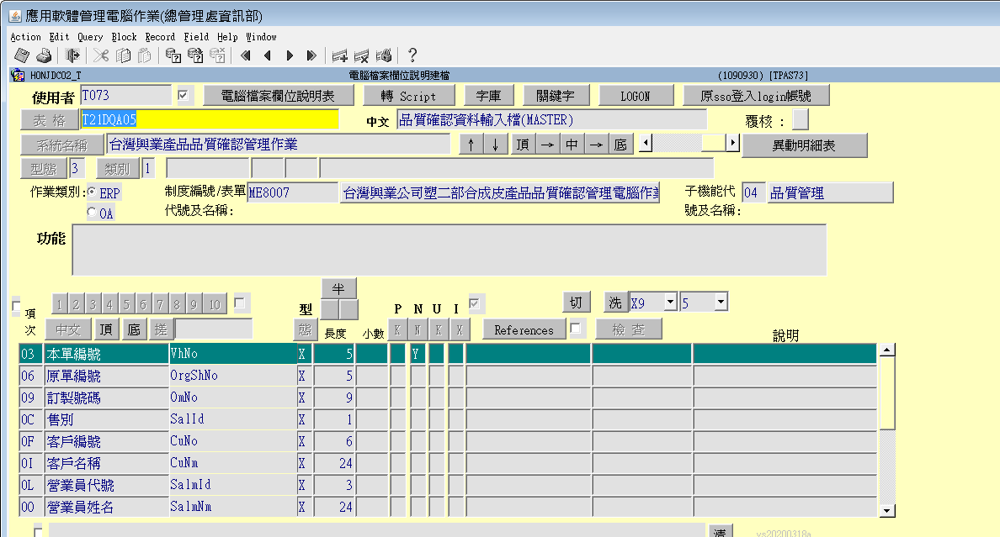 應用軟體管理電腦作業(總管理處資訊部)
Action Edit Query Block Record Field Help Window
HONJDC02_T 電腦檔案欄位說明建檔 (1090930) [TPAS73]
使用者 T073 電腦檔案欄位說明表 轉 Script 字庫 關鍵字 LOGON 原sso登入login帳號
表 格 T21DQA05 中文 品質確認資料輸入檔(MASTER) 覆核 :
系統名稱 台灣興業產品品質確認管理作業 ↑ ↓ 頂 → 中 → 底 異動明細表
型態 3 類別 1
作業類別: ERP 制度編號/表單 ME8007 台灣興業公司塑二部合成皮產品品質確認管理電腦作業 子機能代 04 品質管理
OA 代號及名稱: 號及名稱:
功能
半
1 2 3 4 5 6 7 8 9 10 型 P N U I 切 洗 X9 5
項
次 中文 頂 底 搓 態 長度 小數 K N K X References 檢 查 說明
03 本單編號 VhNo X 5 Y
06 原單編號 OrgShNo X 5
09 訂製號碼 OmNo X 9
0C 售別 SalId X 1
0F 客戶編號 CuNo X 6
0I 客戶名稱 CuNm X 24
0L 營業員代號 SalmId X 3
0O 營業員姓名 SalmNm X 24
清 vs20200318a